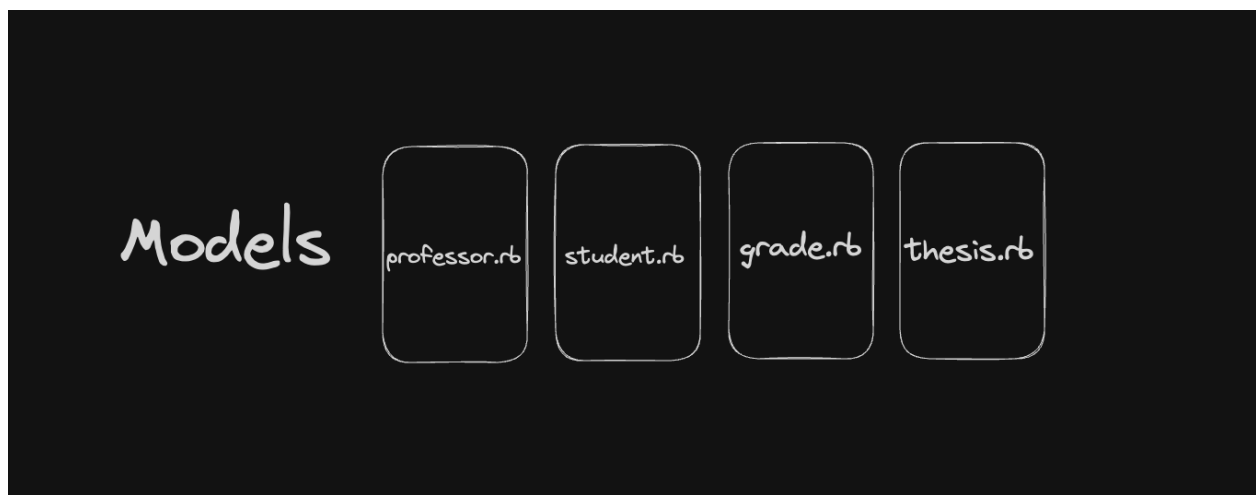 Models
professor.rb
student.rb
grade.rb
thesis.rb